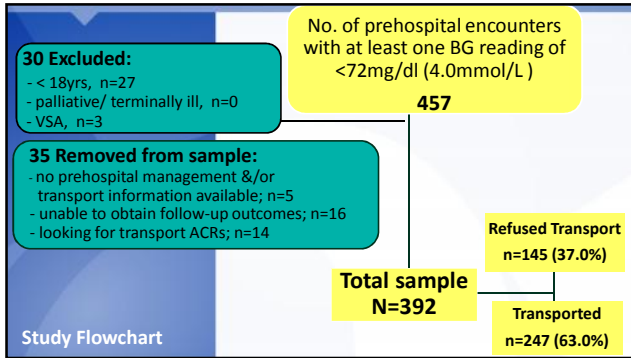 No. of prehospital encounters
with at least one BG reading of
<72mg/dl (4.0mmol/L )
457
30 Excluded:
- < 18yrs,  n=27
- palliative/ terminally ill,  n=0
- VSA,  n=3
35 Removed from sample:
- no prehospital management &/or
transport information available; n=5
- unable to obtain follow-up outcomes; n=16
- looking for transport ACRs; n=14
Refused Transport
n=145 (37.0%)
Total sample
N=392
Transported
n=247 (63.0%)
Study Flowchart